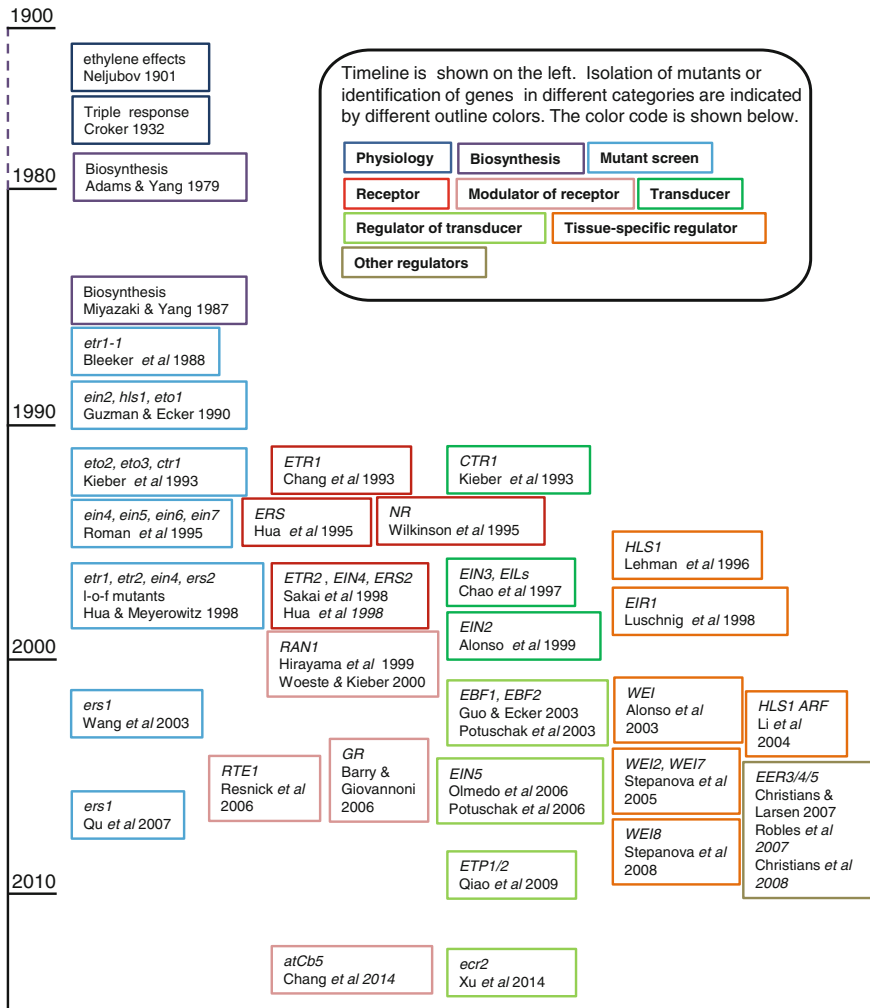 1900
ethylene effects
Neljubov 1901
Triple response
Croker 1932
Biosynthesis
Adams & Yang 1979
1980
Timeline is shown on the left. Isolation of mutants or
identification of genes in different categories are indicated
by different outline colors. The color code is shown below.
Physiology
Biosynthesis
Mutant screen
Receptor
Modulator of receptor
Transducer
Regulator of transducer
Tissue-specific regulator
Other regulators
Biosynthesis
Miyazaki & Yang 1987
etr1-1
Bleeker et al 1988
ein2, hls1, eto1
Guzman & Ecker 1990
1990
eto2, eto3, ctr1
Kieber et al 1993
ETR1
Chang et al 1993
CTR1
Kieber et al 1993
ein4, ein5, ein6, ein7
Roman et al 1995
ERS
Hua et al 1995
NR
Wilkinson et al 1995
HLS1
Lehman et al 1996
etr1, etr2, ein4, ers2
l-o-f mutants
Hua & Meyerowitz 1998
ETR2 , EIN4, ERS2
Sakai et al 1998
Hua et al 1998
EIN3, EILs
Chao et al 1997
EIR1
Luschnig et al 1998
EIN2
Alonso et al 1999
2000
RAN1
Hirayama et al 1999
Woeste & Kieber 2000
ers1
Wang et al 2003
EBF1, EBF2
Guo & Ecker 2003
Potuschak et al 2003
WEI
Alonso et al
2003
HLS1 ARF
Li et al
2004
RTE1
Resnick et al
2006
GR
Barry &
Giovannoni
2006
EIN5
Olmedo et al 2006
Potuschak et al 2006
WEI2, WEI7
Stepanova et al
2005
EER3/4/5
Christians &
Larsen 2007
Robles et al
2007
Christians et al
2008
ers1
Qu et al 2007
WEI8
Stepanova et al
2008
ETP1/2
Qiao et al 2009
2010
atCb5
Chang et al 2014
ecr2
Xu et al 2014